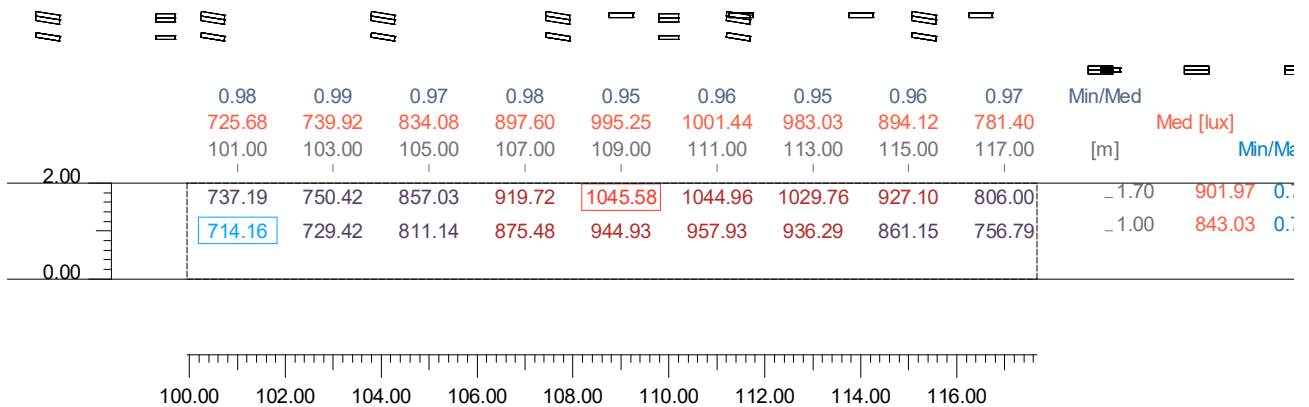 0.98 0.99 0.97 0.98 0.95 0.96 0.95 0.96 0.97 Min/Med
725.68 739.92 834.08 897.60 995.25 1001.44 983.03 894.12 781.40 Med [lux]
101.00 103.00 105.00 107.00 109.00 111.00 113.00 115.00 117.00 [m] Min/Ma
2.00
737.19 750.42 857.03 919.72 1045.58 1044.96 1029.76 927.10 806.00 1.70 901.97 0.7
714.16 729.42 811.14 875.48 944.93 957.93 936.29 861.15 756.79 1.00 843.03 0.7
0.00
100.00 102.00 104.00 106.00 108.00 110.00 112.00 114.00 116.00